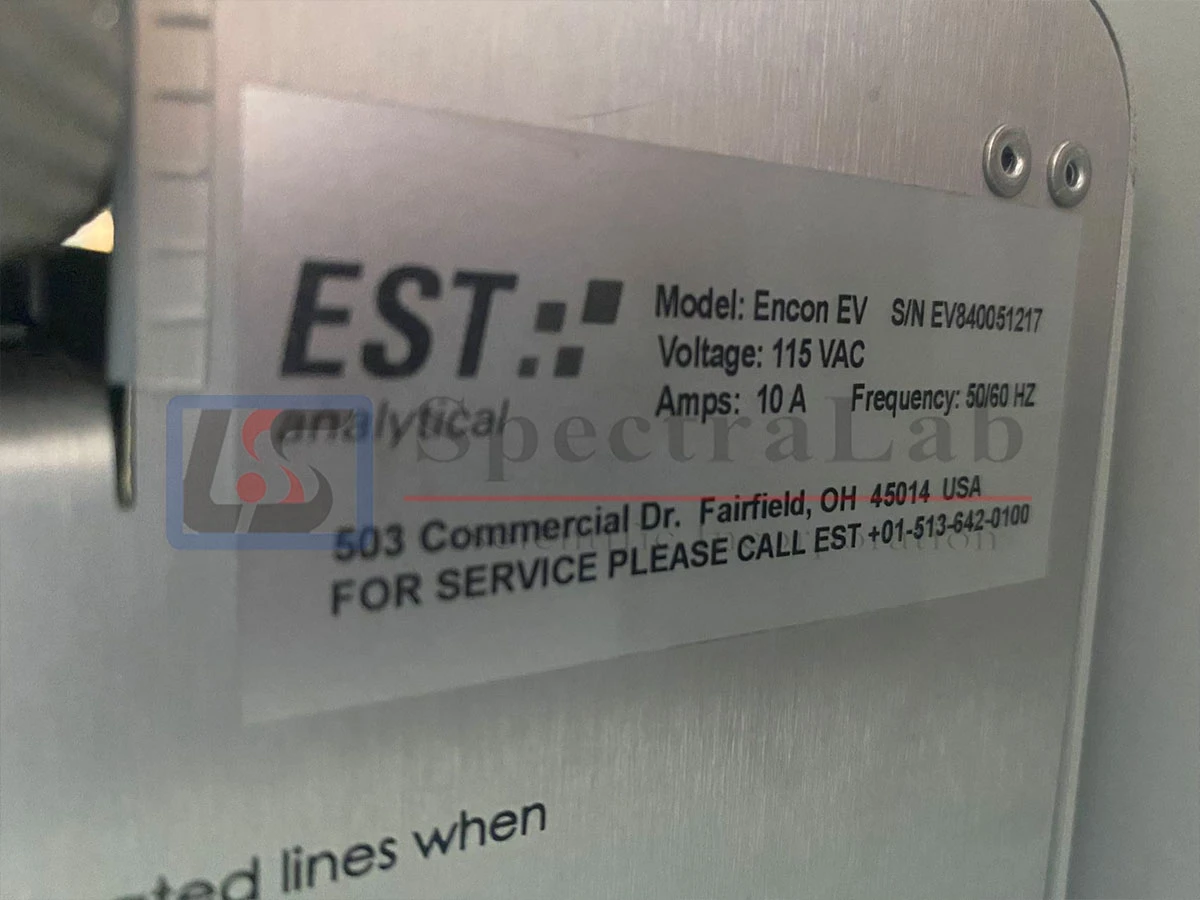 EST
analytical
Model: Encon EV S/N EV840051217
Voltage: 115 VAC
Amps: 10 A Frequency: 50/60 HZ
SpectraLab
503 Commercial Dr. Fairfield, OH 45014 USA
FOR SERVICE PLEASE CALL EST +01-513-642-0100
lines when